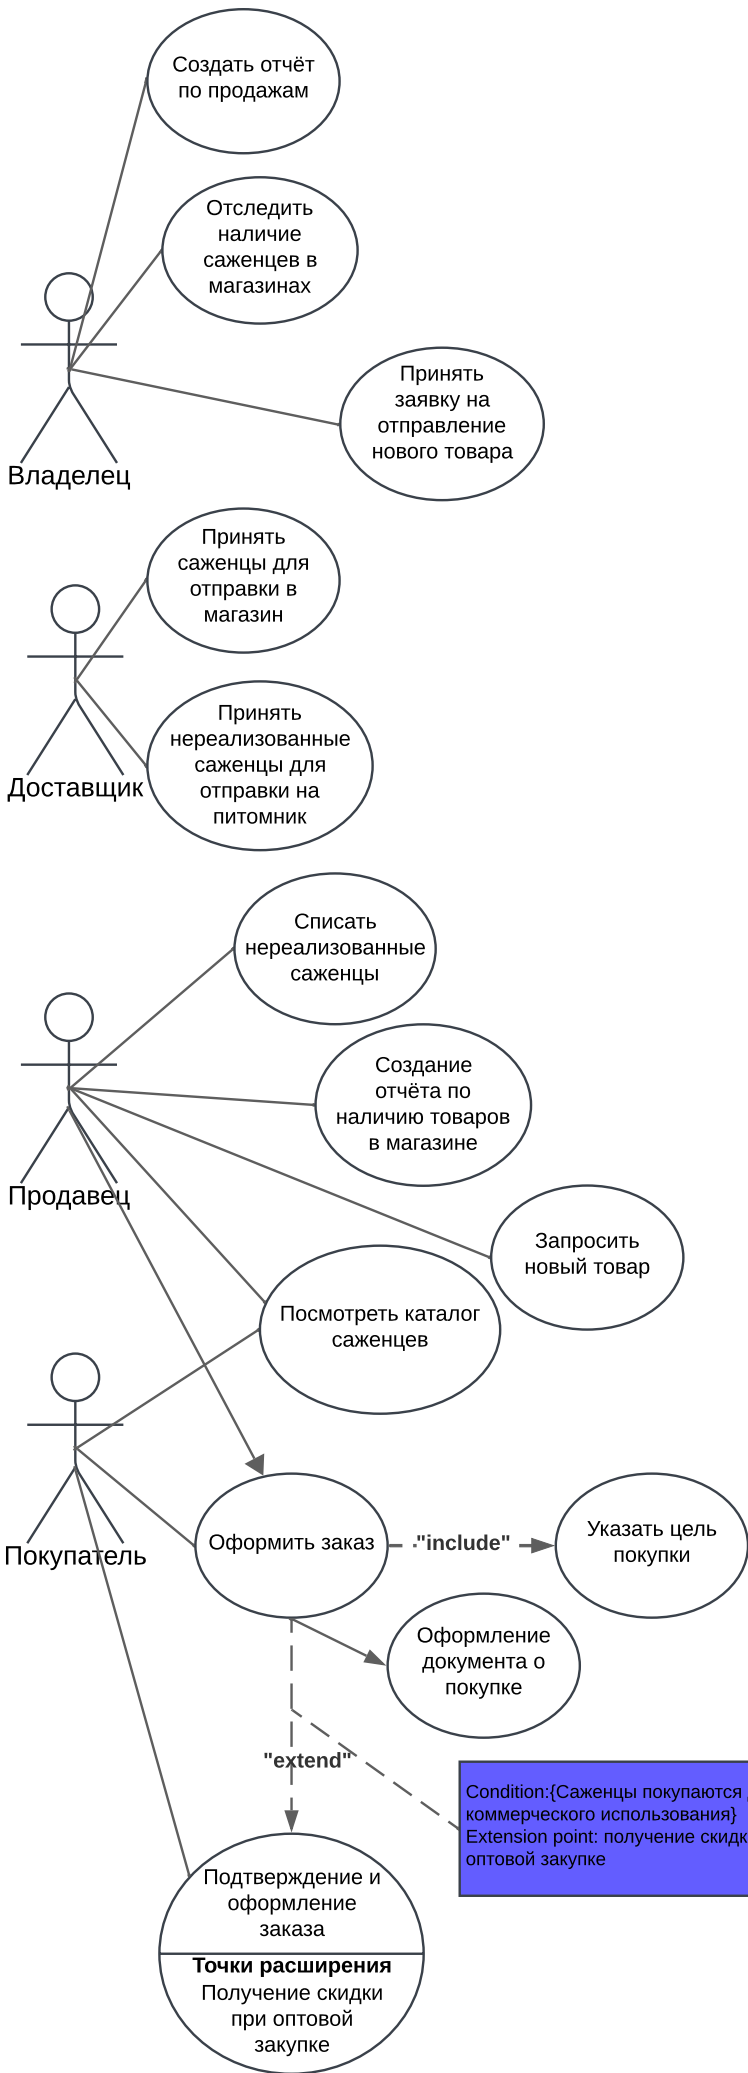 Создать отчёт
по продажам
Отследить
наличие
саженцев в
магазинах
Принять
заявку на
отправление
нового товара
Владелец
Принять
саженцы для
отправки в
магазин
Принять
нереализованные
саженцы для
отправки на
питомник
Доставщик
Списать
нереализованные
саженцы
Создание
отчёта по
наличию товаров
в магазине
Продавец
Запросить
новый товар
Посмотреть каталог
саженцев
Покупатель
Оформить заказ
"include"
Указать цель
покупки
Оформление
документа о
покупке
"extend"
Condition:{Саженцы покупаются
коммерческого использования}
Extension point: получение скидк
оптовой закупке
Подтверждение и
оформление
заказа
Точки расширения
Получение скидки
при оптовой
закупке